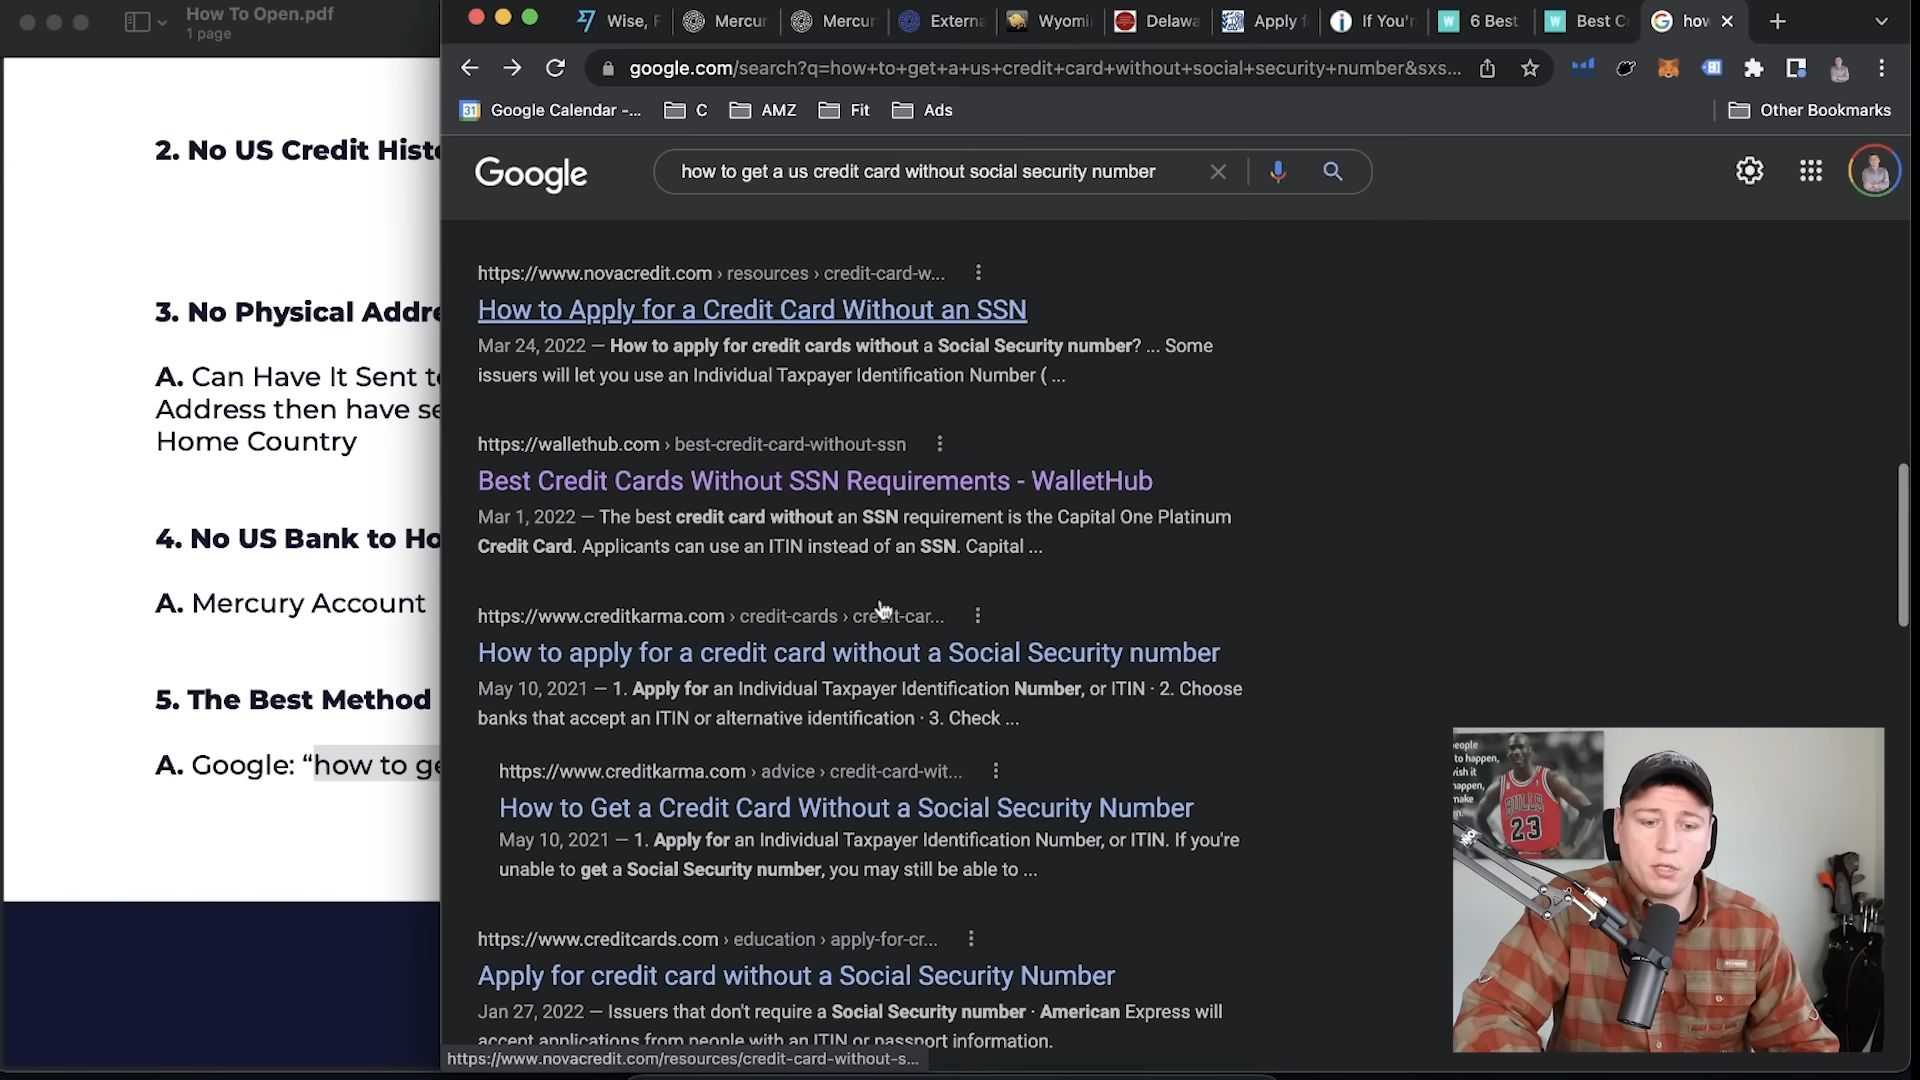 How To Open.pdf
1 page
2. No US Credit Histo
3. No Physical Addre
A. Can Have It Sent to
Address then have se
Home Country
4. No US Bank to Ho
A. Mercury Account
5. The Best Method
A. Google: “how to ge
Wise, F
Mercur
Mercur
Externa
Wyomi
Delawa
Apply f
If You'r
6 Best
Best C
how
google.com/search?q=how+to+get+a+us+credit+card+without+social+security+number&sxs...
31 Google Calendar -...
C
AMZ
Fit
Ads
Other Bookmarks
Google
how to get a us credit card without social security number
https://www.novacredit.com › resources › credit-card-w...
How to Apply for a Credit Card Without an SSN
Mar 24, 2022 — How to apply for credit cards without a Social Security number? ... Some
issuers will let you use an Individual Taxpayer Identification Number ( ...
https://wallethub.com › best-credit-card-without-ssn
Best Credit Cards Without SSN Requirements - WalletHub
Mar 1, 2022 — The best credit card without an SSN requirement is the Capital One Platinum
Credit Card. Applicants can use an ITIN instead of an SSN. Capital ...
https://www.creditkarma.com › credit-cards › credit-car...
How to apply for a credit card without a Social Security number
May 10, 2021 — 1. Apply for an Individual Taxpayer Identification Number, or ITIN · 2. Choose
banks that accept an ITIN or alternative identification · 3. Check ...
https://www.creditkarma.com › advice › credit-card-wit...
How to Get a Credit Card Without a Social Security Number
May 10, 2021 — 1. Apply for an Individual Taxpayer Identification Number, or ITIN. If you're
unable to get a Social Security number, you may still be able to ...
https://www.creditcards.com › education › apply-for-cr...
Apply for credit card without a Social Security Number
Jan 27, 2022 — Issuers that don't require a Social Security number · American Express will
accept applications from people with an ITIN or passport information.
https://www.novacredit.com/resources/credit-card-without-s...
eople
to happen,
wish it
happen,
make
BULLS
23